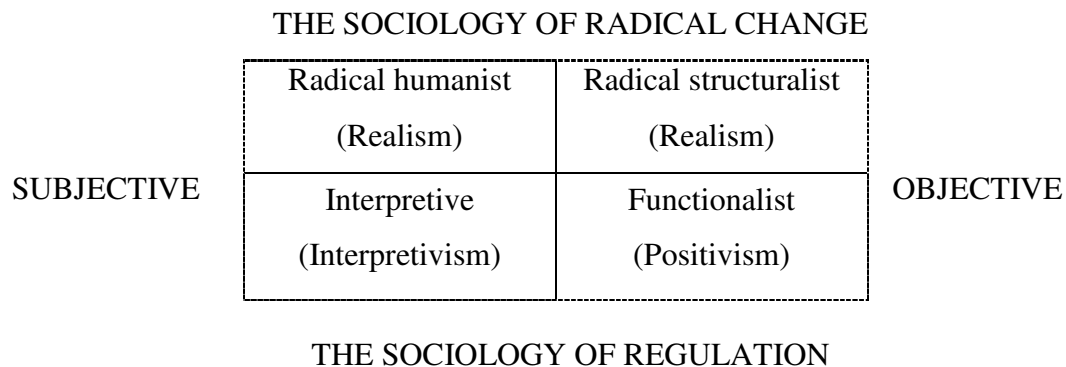 THE SOCIOLOGY OF RADICAL CHANGE
Radical humanist
(Realism)
Radical structuralist
(Realism)
SUBJECTIVE
OBJECTIVE
Interpretive
(Interpretivism)
Functionalist
(Positivism)
THE SOCIOLOGY OF REGULATION